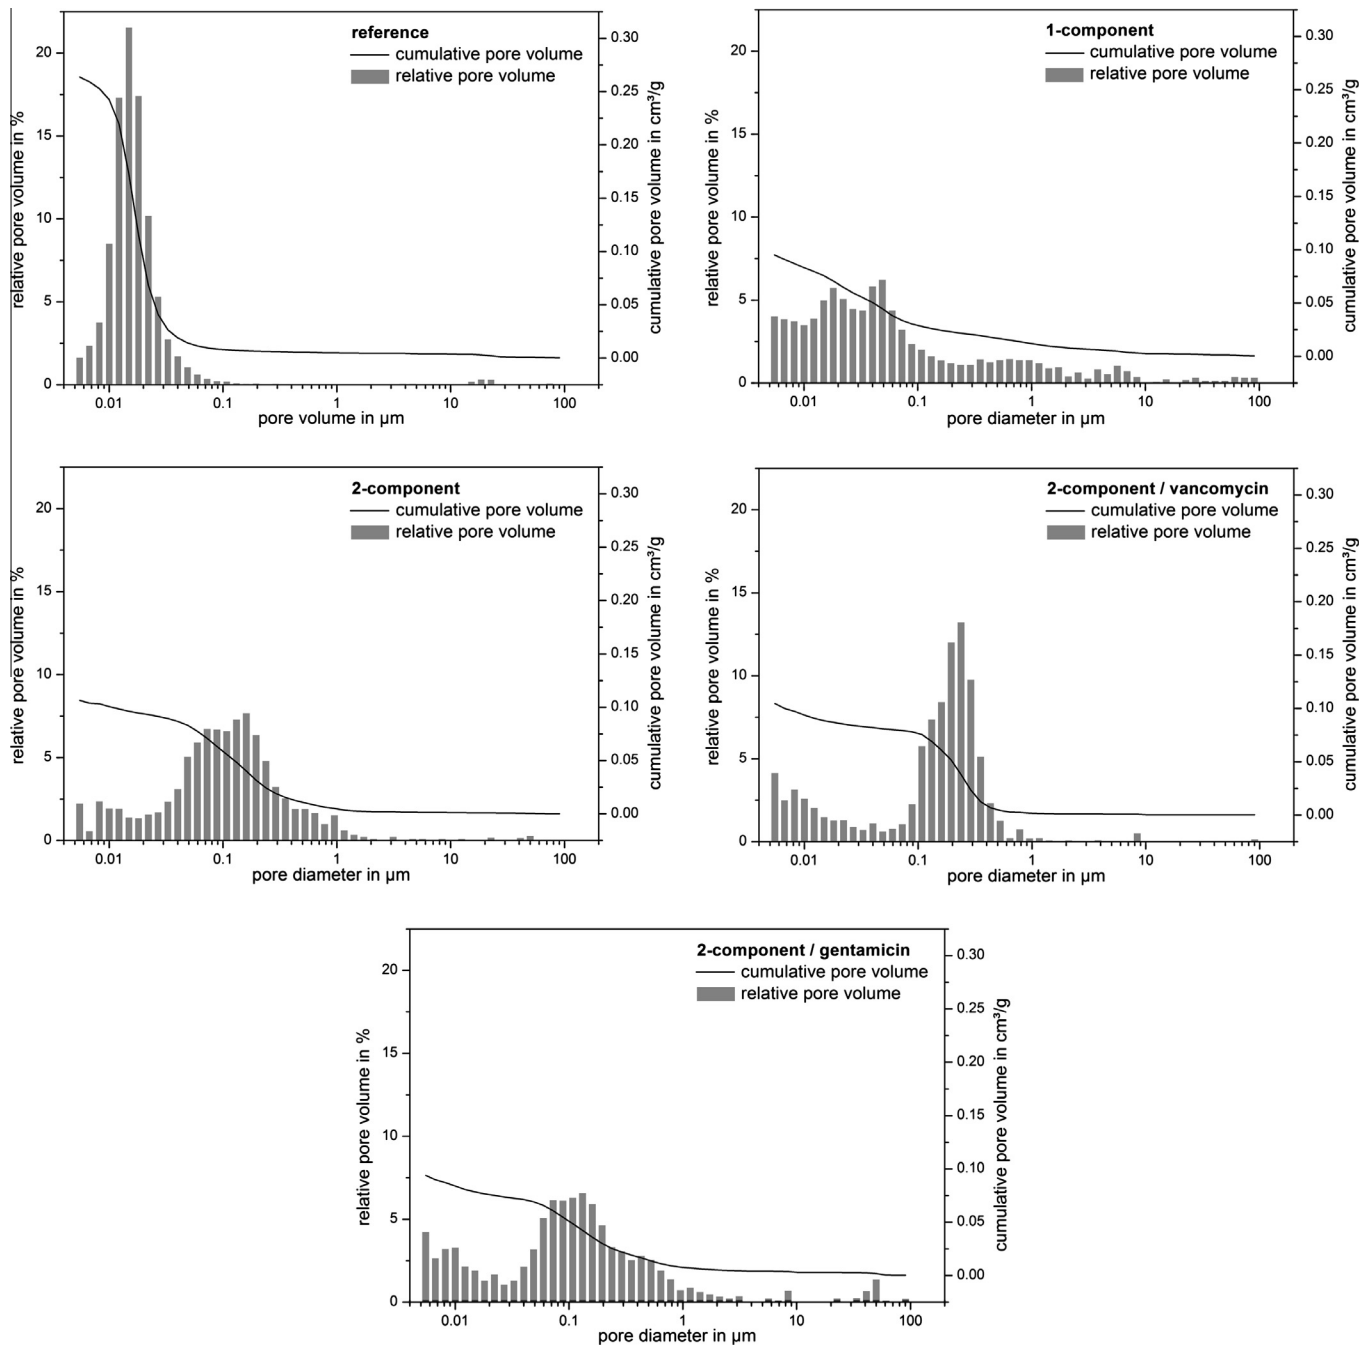 reference
cumulative pore volume
relative pore volume
relative pore volume in %
cumulative pore volume in cm³/g
20
15
10
5
0
0.30
0.25
0.20
0.15
0.10
0.05
0.00
0.01
0.1
1
10
100
pore volume in µm
1-component
cumulative pore volume
relative pore volume
relative pore volume in %
cumulative pore volume in cm³/g
20
15
10
5
0
0.30
0.25
0.20
0.15
0.10
0.05
0.00
0.01
0.1
1
10
100
pore diameter in µm
2-component
cumulative pore volume
relative pore volume
relative pore volume in %
cumulative pore volume in cm³/g
20
15
10
5
0
0.30
0.25
0.20
0.15
0.10
0.05
0.00
0.01
0.1
1
10
100
pore diameter in µm
2-component / vancomycin
cumulative pore volume
relative pore volume
relative pore volume in %
cumulative pore volume in cm³/g
20
15
10
5
0
0.30
0.25
0.20
0.15
0.10
0.05
0.00
0.01
0.1
1
10
100
pore diameter in µm
2-component / gentamicin
cumulative pore volume
relative pore volume
relative pore volume in %
cumulative pore volume in cm³/g
20
15
10
5
0
0.30
0.25
0.20
0.15
0.10
0.05
0.00
0.01
0.1
1
10
100
pore diameter in µm